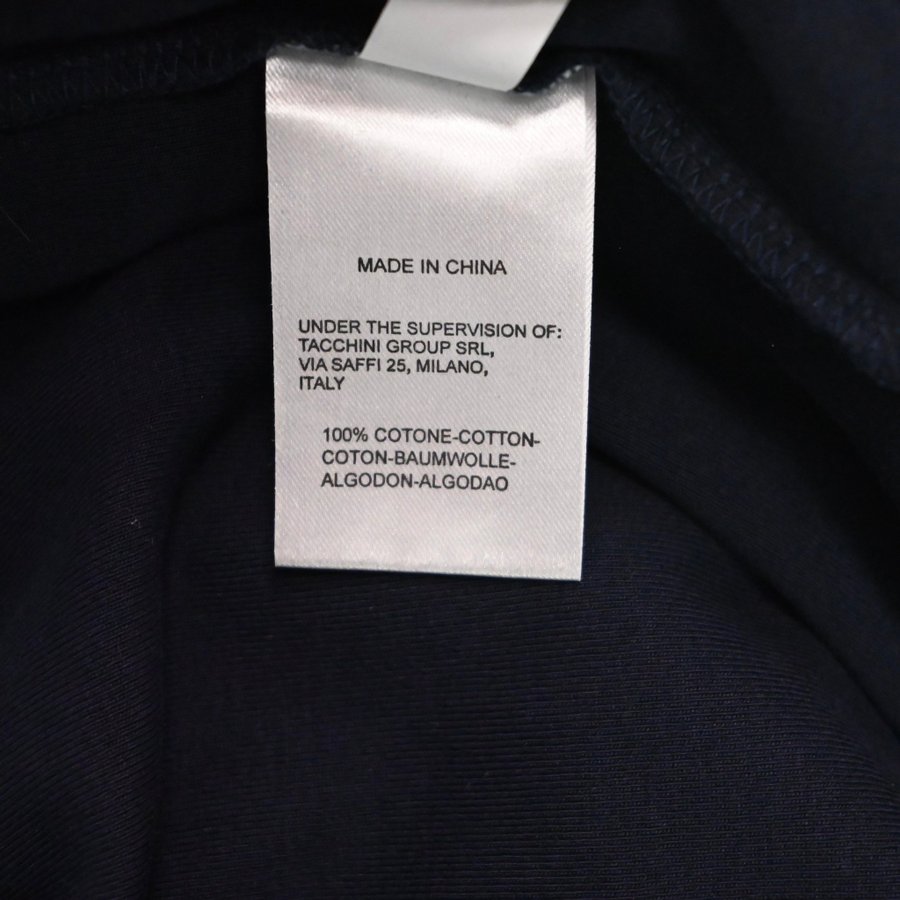 MADE IN CHINA
UNDER THE SUPERVISION OF:
TACCHINI GROUP SRL,
VIA SAFFI 25, MILANO,
ITALY
100% COTONE-COTTON-
COTON-BAUMWOLLE-
ALGODON-ALGODAO